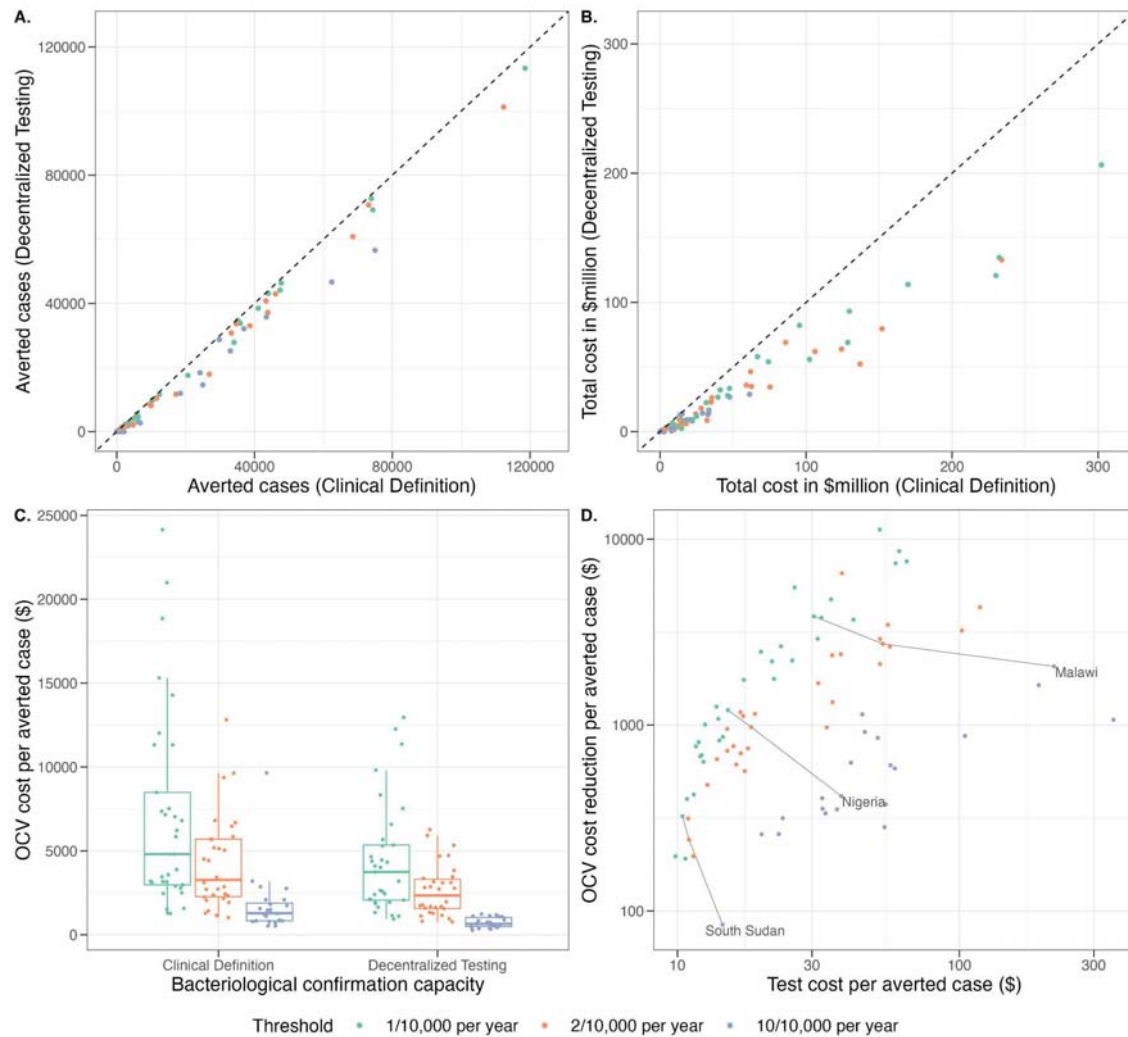 A.
Averted cases (Decentralized Testing)
120000
80000
40000
0
0
40000
80000
120000
Averted cases (Clinical Definition)
B.
Total cost in $million (Decentralized Testing)
300
200
100
0
0
100
200
300
Total cost in $million (Clinical Definition)
C.
OCV cost per averted case ($)
25000
20000
15000
10000
5000
0
Clinical Definition
Decentralized Testing
Bacteriological confirmation capacity
D.
OCV cost reduction per averted case ($)
10000
1000
100
Malawi
Nigeria
South Sudan
10
30
100
300
Test cost per averted case ($)
Threshold 1/10,000 per year 2/10,000 per year 10/10,000 per year